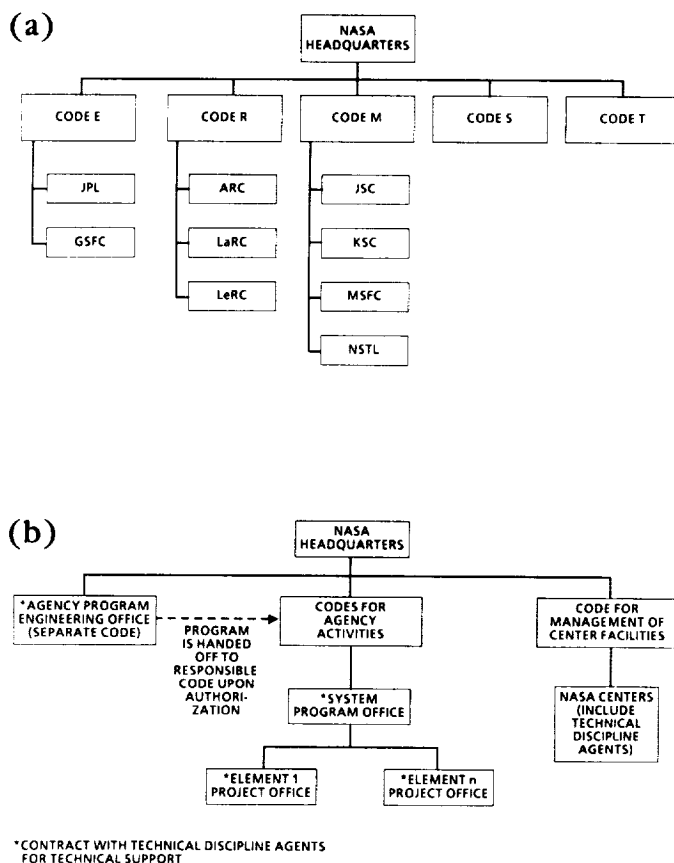 (a)
NASA
HEADQUARTERS
CODE E
CODE R
CODE M
CODE S
CODE T
JPL
ARC
JSC
GSFC
LaRC
KSC
LeRC
MSFC
NSTL
(b)
NASA
HEADQUARTERS
*AGENCY PROGRAM
ENGINEERING OFFICE
(SEPARATE CODE)
PROGRAM
IS HANDED
OFF TO
RESPONSIBLE
CODE UPON
AUTHORI-
ZATION
CODES FOR
AGENCY
ACTIVITIES
CODE FOR
MANAGEMENT OF
CENTER FACILITIES
*SYSTEM
PROGRAM OFFICE
NASA CENTERS
(INCLUDE
TECHNICAL
DISCIPLINE
AGENTS)
*ELEMENT 1
PROJECT OFFICE
*ELEMENT n
PROJECT OFFICE
*CONTRACT WITH TECHNICAL DISCIPLINE AGENTS
FOR TECHNICAL SUPPORT